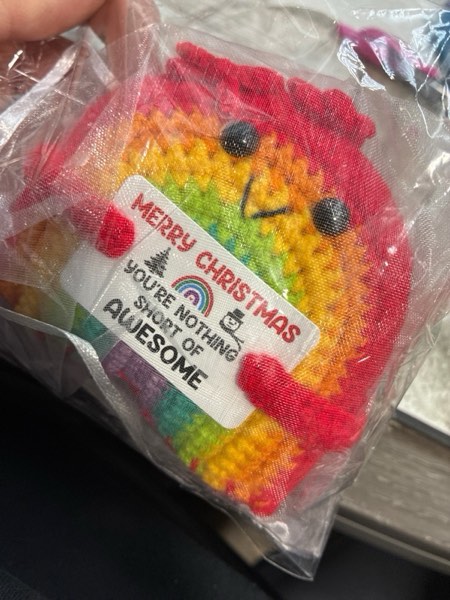 MERRY CHRISTMAS
YOU'RE NOTHING
SHORT OF
AWESOME